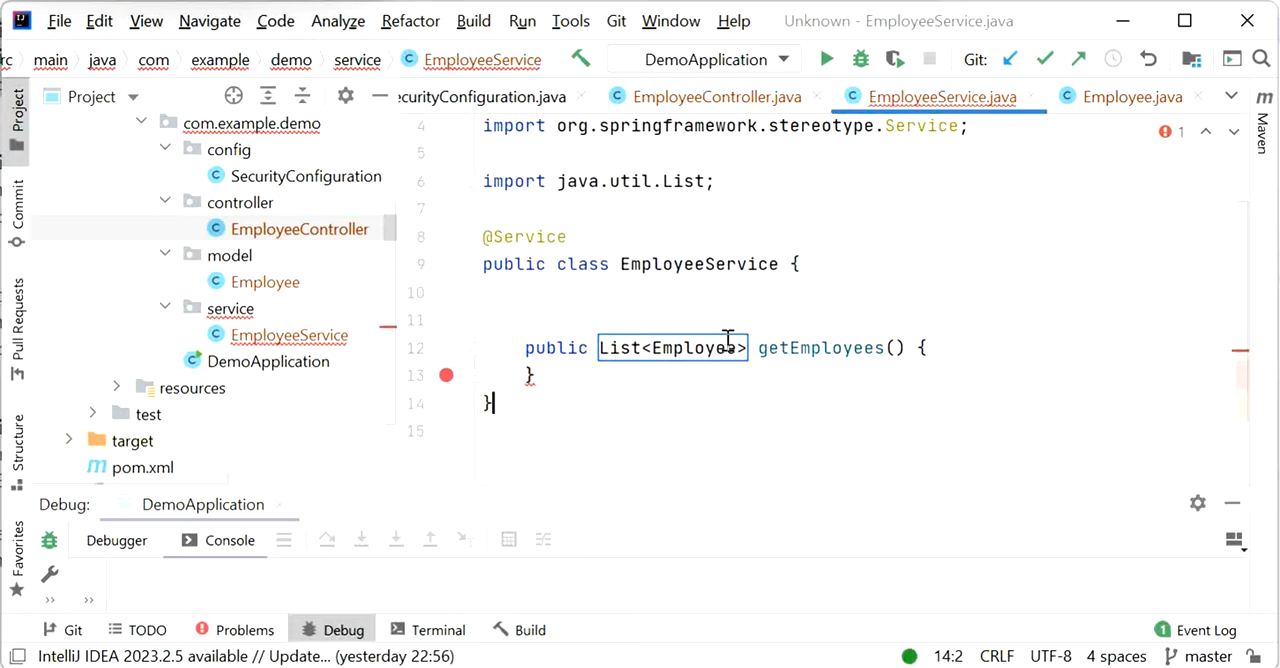 File Edit View Navigate Code Analyze Refactor Build Run Tools Git Window Help Unknown - EmployeeService.java
rc main java com example demo service EmployeeService DemoApplication Git:
Project ecurityConfiguration.java EmployeeController.java EmployeeService.java Employee.java
Project
Commit
Pull Requests
Structure
Favorites
com.example.demo
config
SecurityConfiguration
controller
EmployeeController
model
Employee
service
EmployeeService
DemoApplication
resources
test
target
pom.xml
4 import org.springframework.stereotype.Service;
5
6 import java.util.List;
7
8 @Service
9 public class EmployeeService {
10
11
12 public List<Employee> getEmployees() {
13 }
14 }
15
1
Maven
Debug: DemoApplication
Debugger Console
Git TODO Problems Debug Terminal Build 1 Event Log
IntelliJ IDEA 2023.2.5 available // Update... (yesterday 22:56) 14:2 CRLF UTF-8 4 spaces master